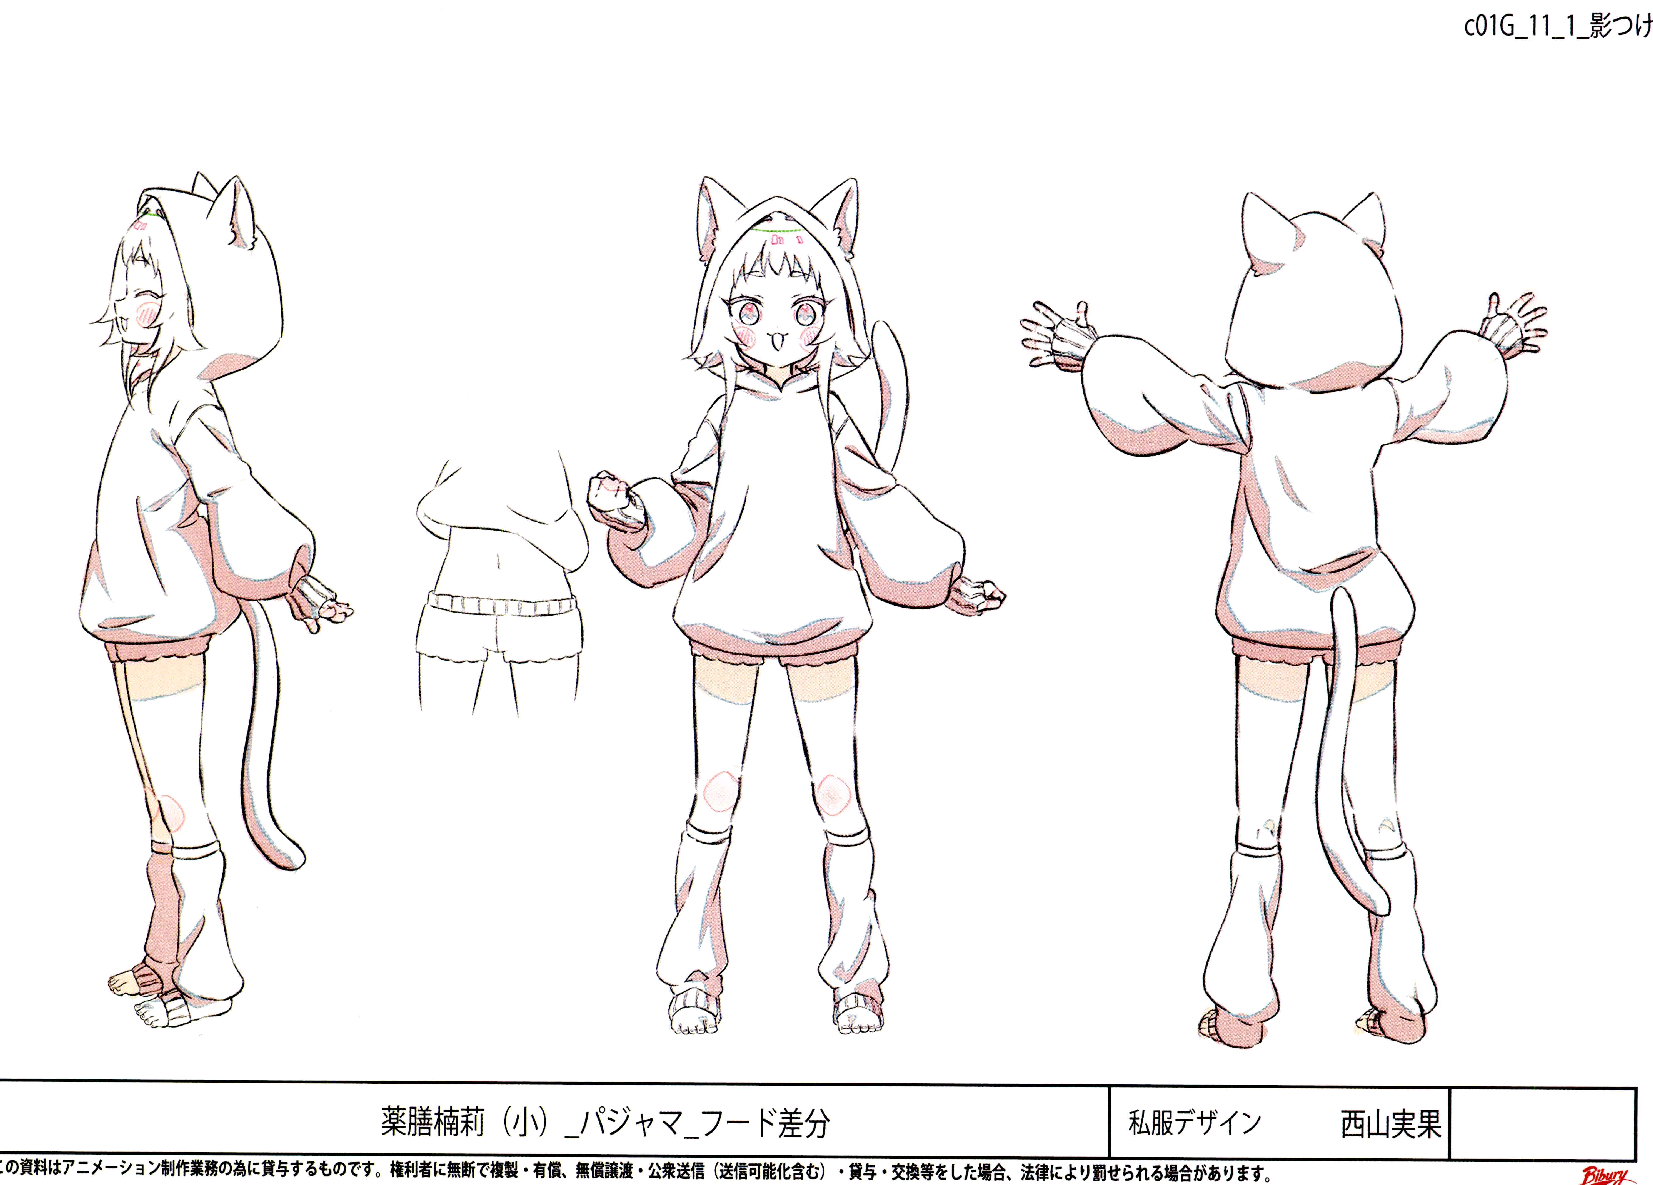 c01G_11_1_影つけ
薬膳楠莉（小）_パジャマ_フード差分
私服デザイン
西山実果
この資料はアニメーション制作業務の為に貸与するものです。権利者に無断で複製・有償、無償譲渡・公衆送信（送信可能化含む）・貸与・交換等をした場合、法律により罰せられる場合があります。
Bibury